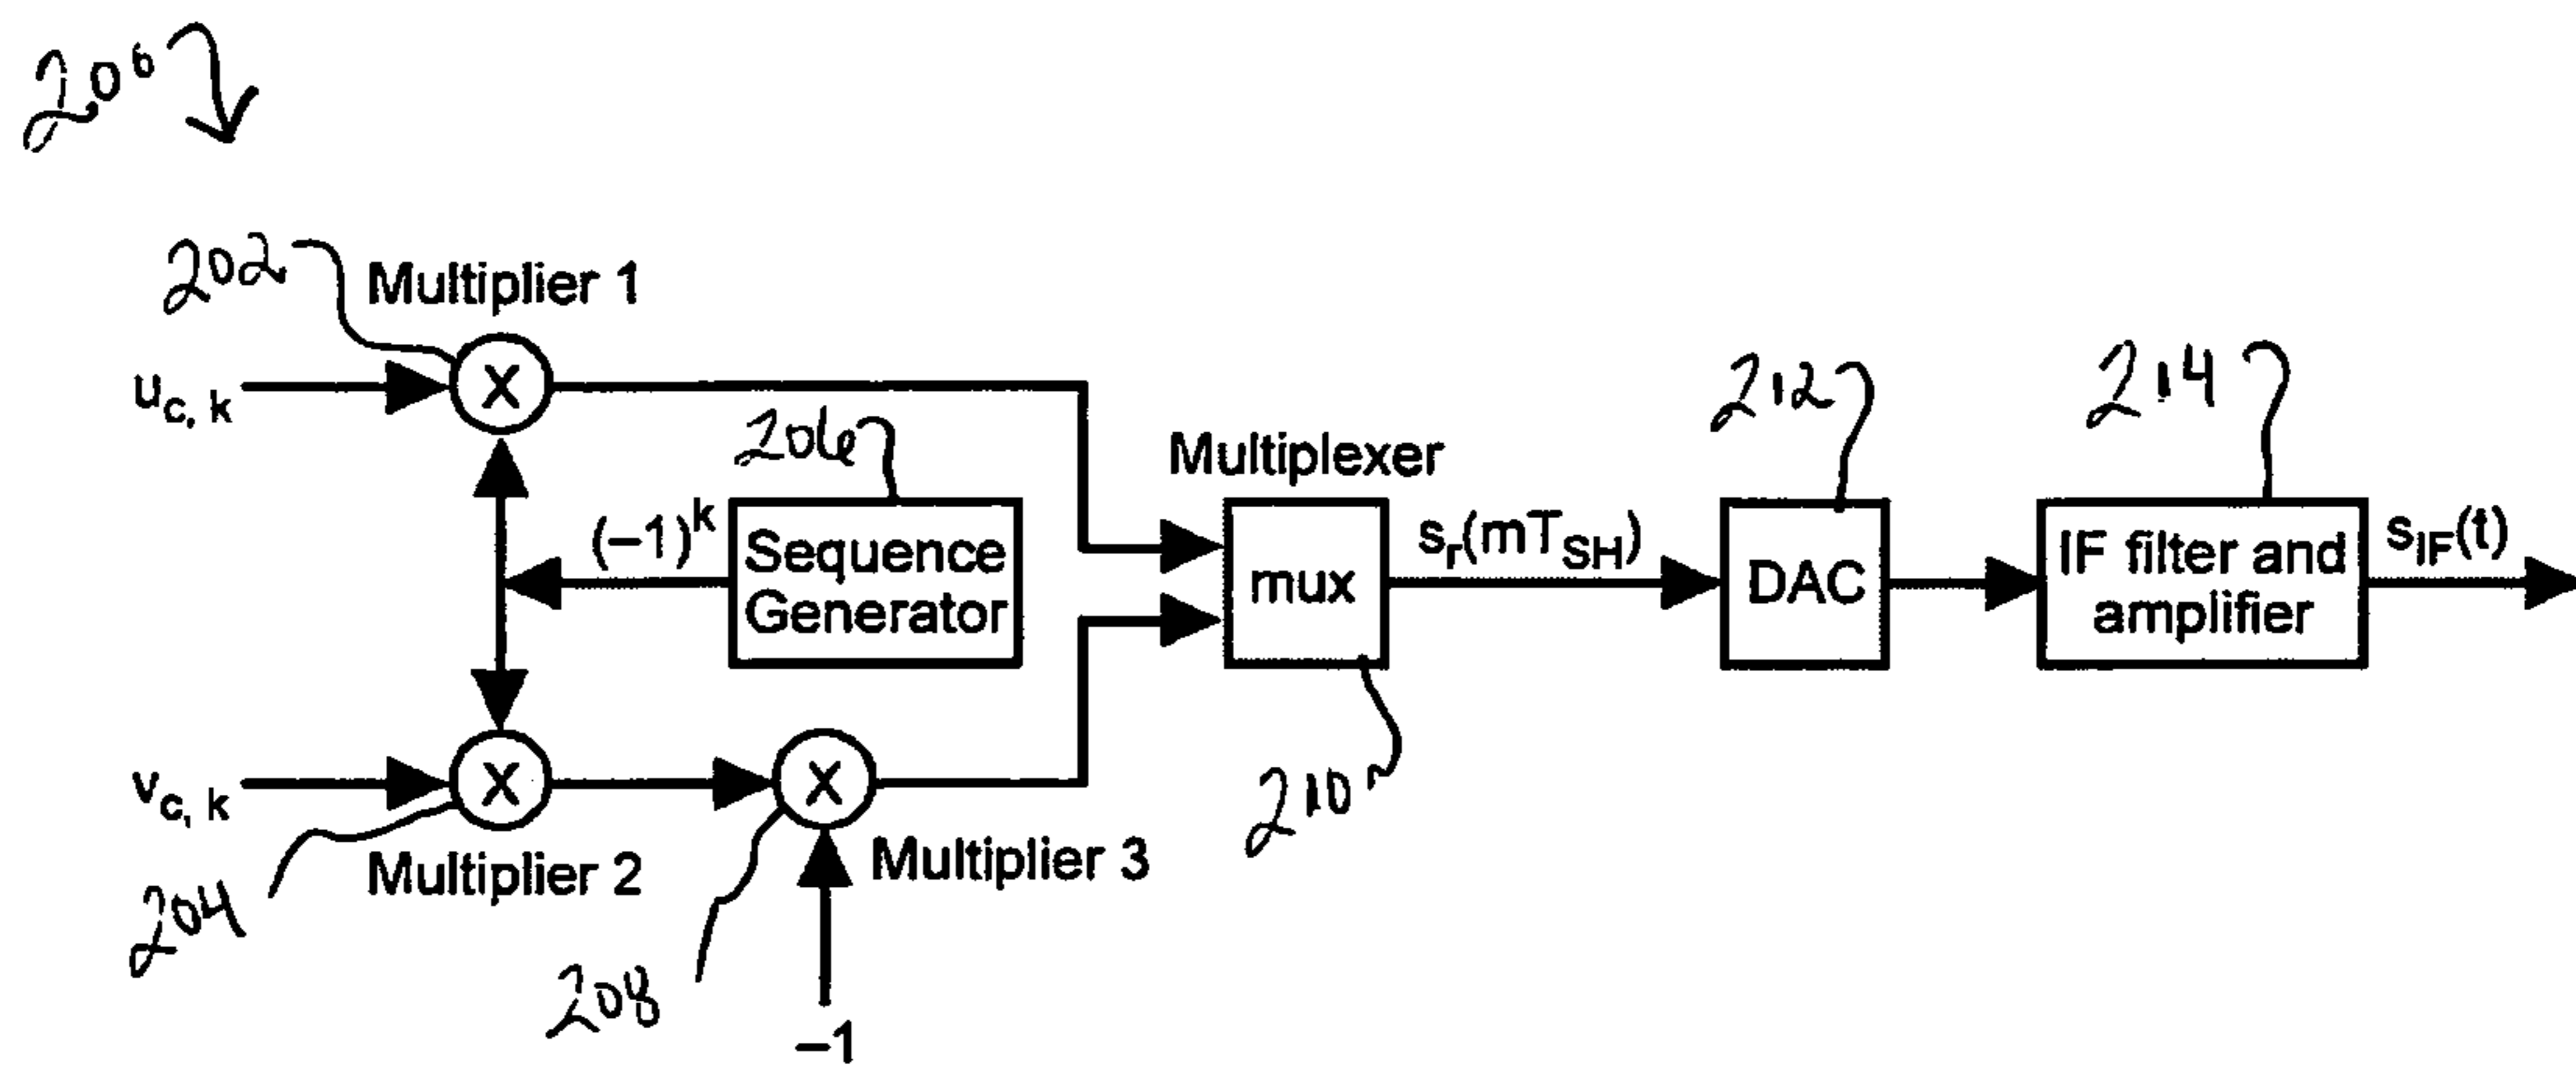 206
202
Multiplier 1
u_c, k
X
206
(–1)^k
Sequence
Generator
v_c, k
X
204
Multiplier 2
X
208
Multiplier 3
–1
Multiplexer
mux
210
s_r(mT_SH)
212
DAC
214
IF filter and
amplifier
s_IF(t)